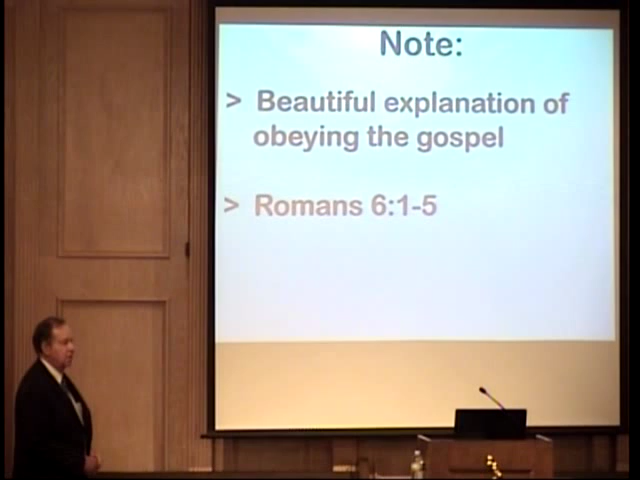 Note:
> Beautiful explanation of
obeying the gospel
> Romans 6:1-5